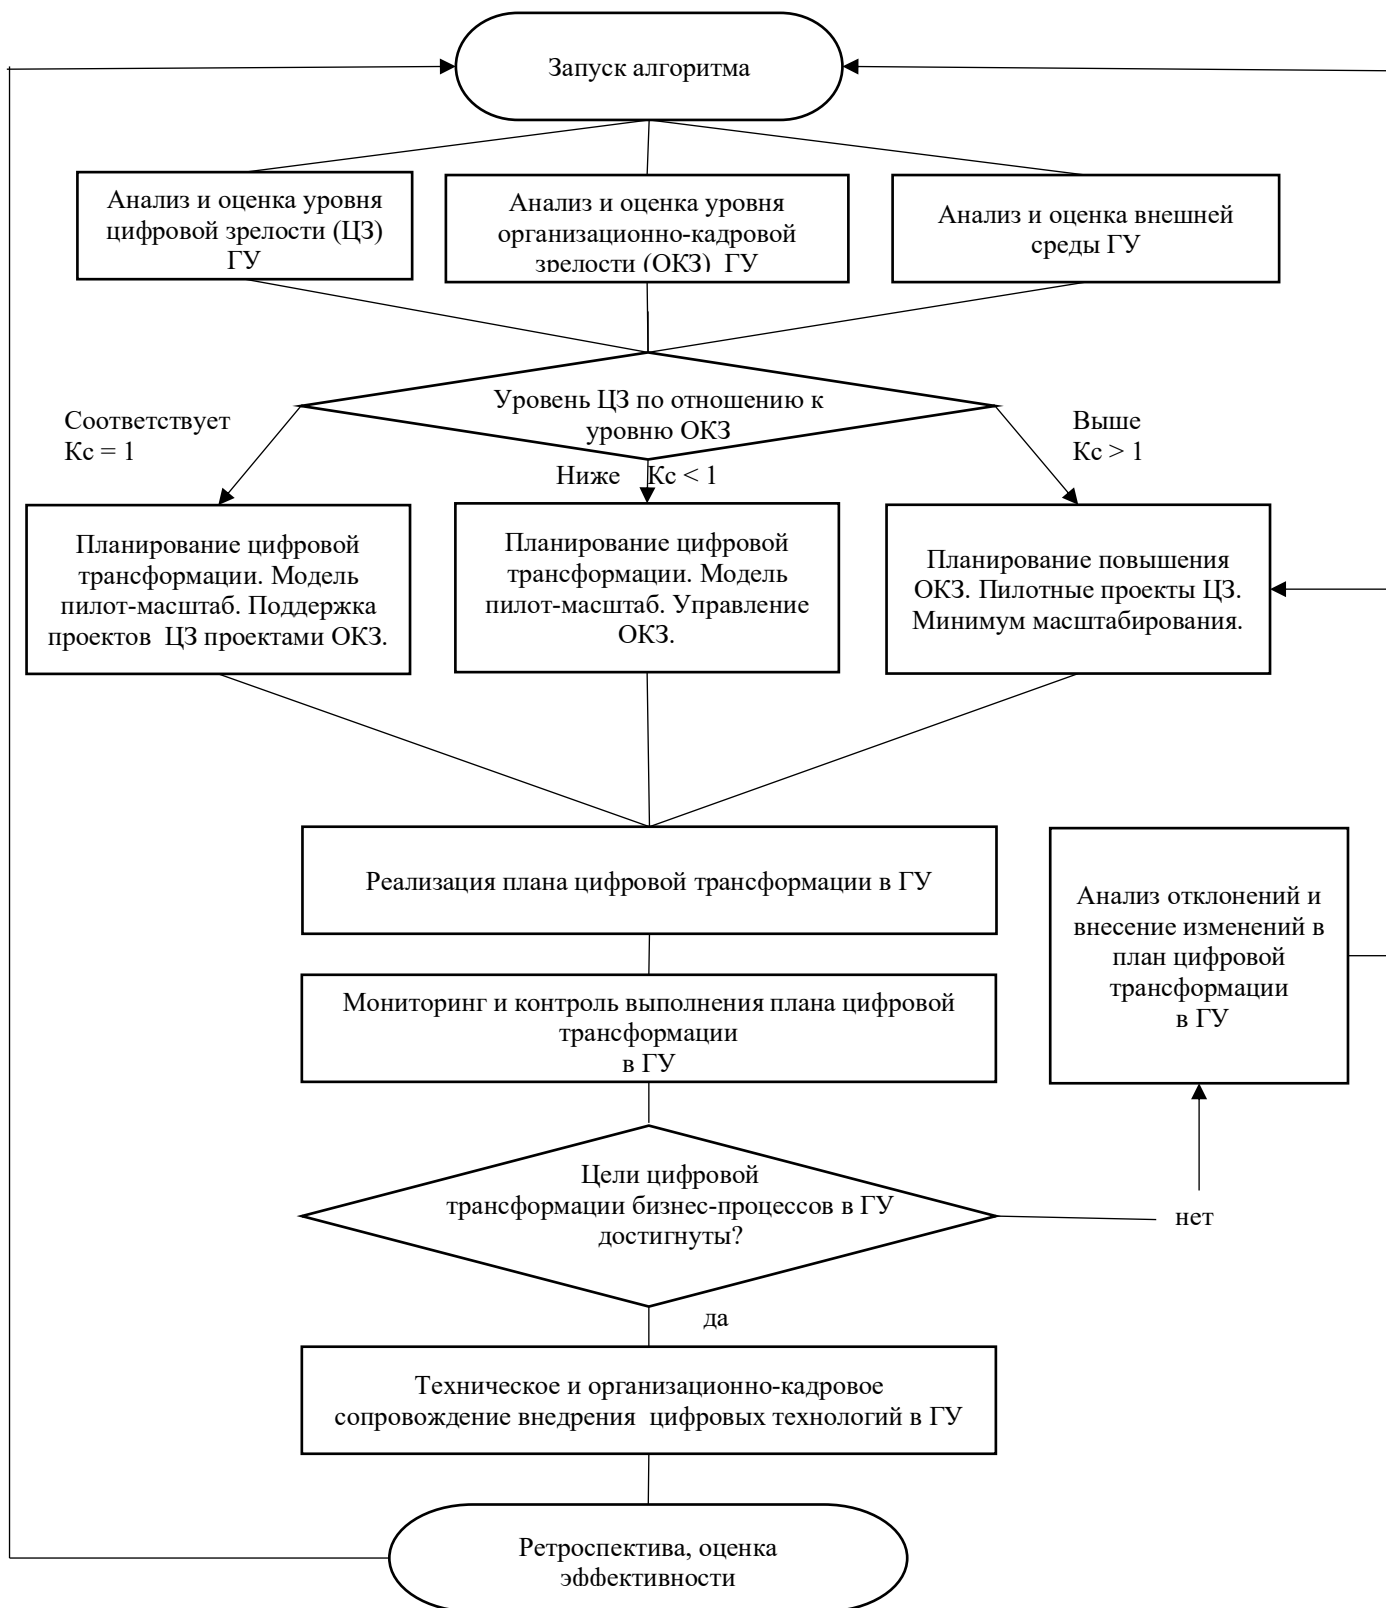 Запуск алгоритма
Анализ и оценка уровня
цифровой зрелости (ЦЗ)
ГУ
Анализ и оценка уровня
организационно-кадровой
зрелости (ОКЗ) ГУ
Анализ и оценка внешней
среды ГУ
Уровень ЦЗ по отношению к
уровню ОКЗ
Соответствует
Кс = 1
Ниже Кс < 1
Выше
Кс > 1
Планирование цифровой
трансформации. Модель
пилот-масштаб. Поддержка
проектов ЦЗ проектами ОКЗ.
Планирование цифровой
трансформации. Модель
пилот-масштаб. Управление
ОКЗ.
Планирование повышения
ОКЗ. Пилотные проекты ЦЗ.
Минимум масштабирования.
Реализация плана цифровой трансформации в ГУ
Анализ отклонений и
внесение изменений в
план цифровой
трансформации
в ГУ
Мониторинг и контроль выполнения плана цифровой
трансформации
в ГУ
Цели цифровой
трансформации бизнес-процессов в ГУ
достигнуты?
нет
да
Техническое и организационно-кадровое
сопровождение внедрения цифровых технологий в ГУ
Ретроспектива, оценка
эффективности